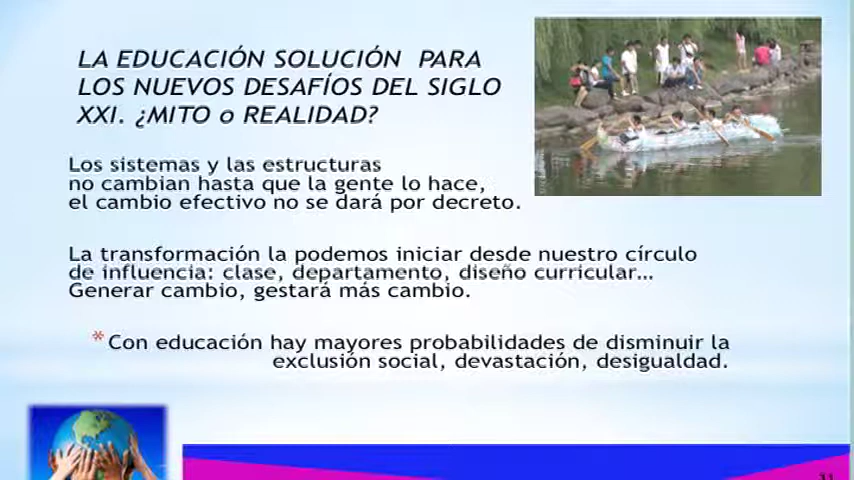 LA EDUCACIÓN SOLUCIÓN PARA
LOS NUEVOS DESAFÍOS DEL SIGLO
XXI. ¿MITO o REALIDAD?
Los sistemas y las estructuras
no cambian hasta que la gente lo hace,
el cambio efectivo no se dará por decreto.
La transformación la podemos iniciar desde nuestro círculo
de influencia: clase, departamento, diseño curricular…
Generar cambio, gestará más cambio.
* Con educación hay mayores probabilidades de disminuir la
exclusión social, devastación, desigualdad.